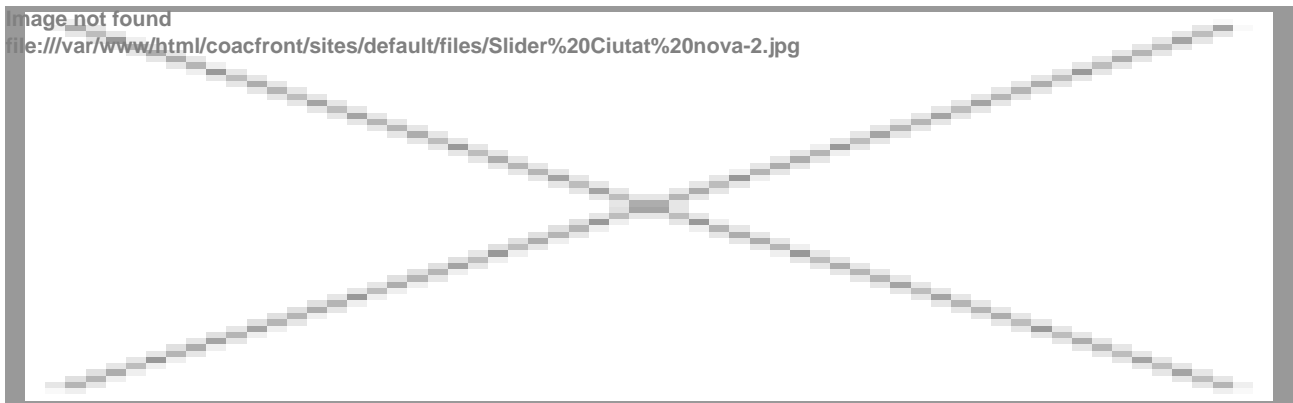 Image not found
file:///var/www/html/coacfront/sites/default/files/Slider%20Ciutat%20nova-2.jpg